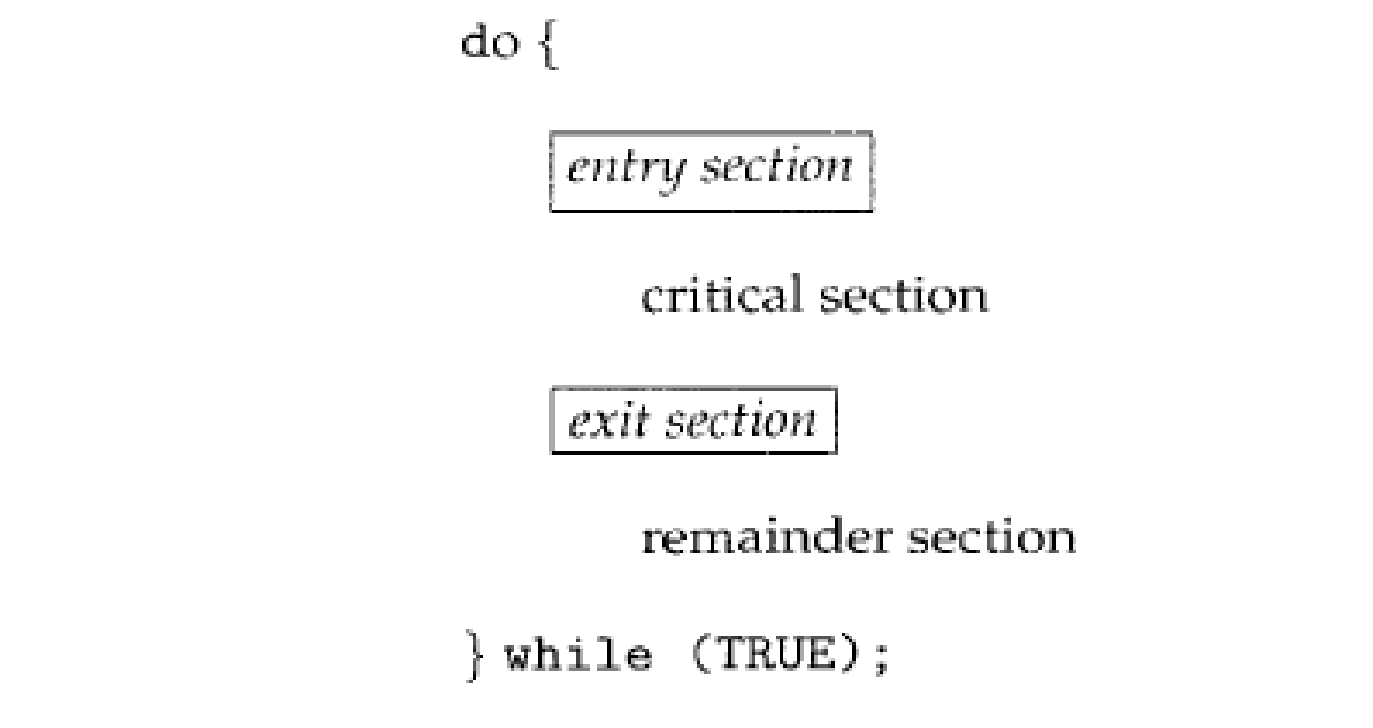 do {
entry section
critical section
exit section
remainder section
} while (TRUE);